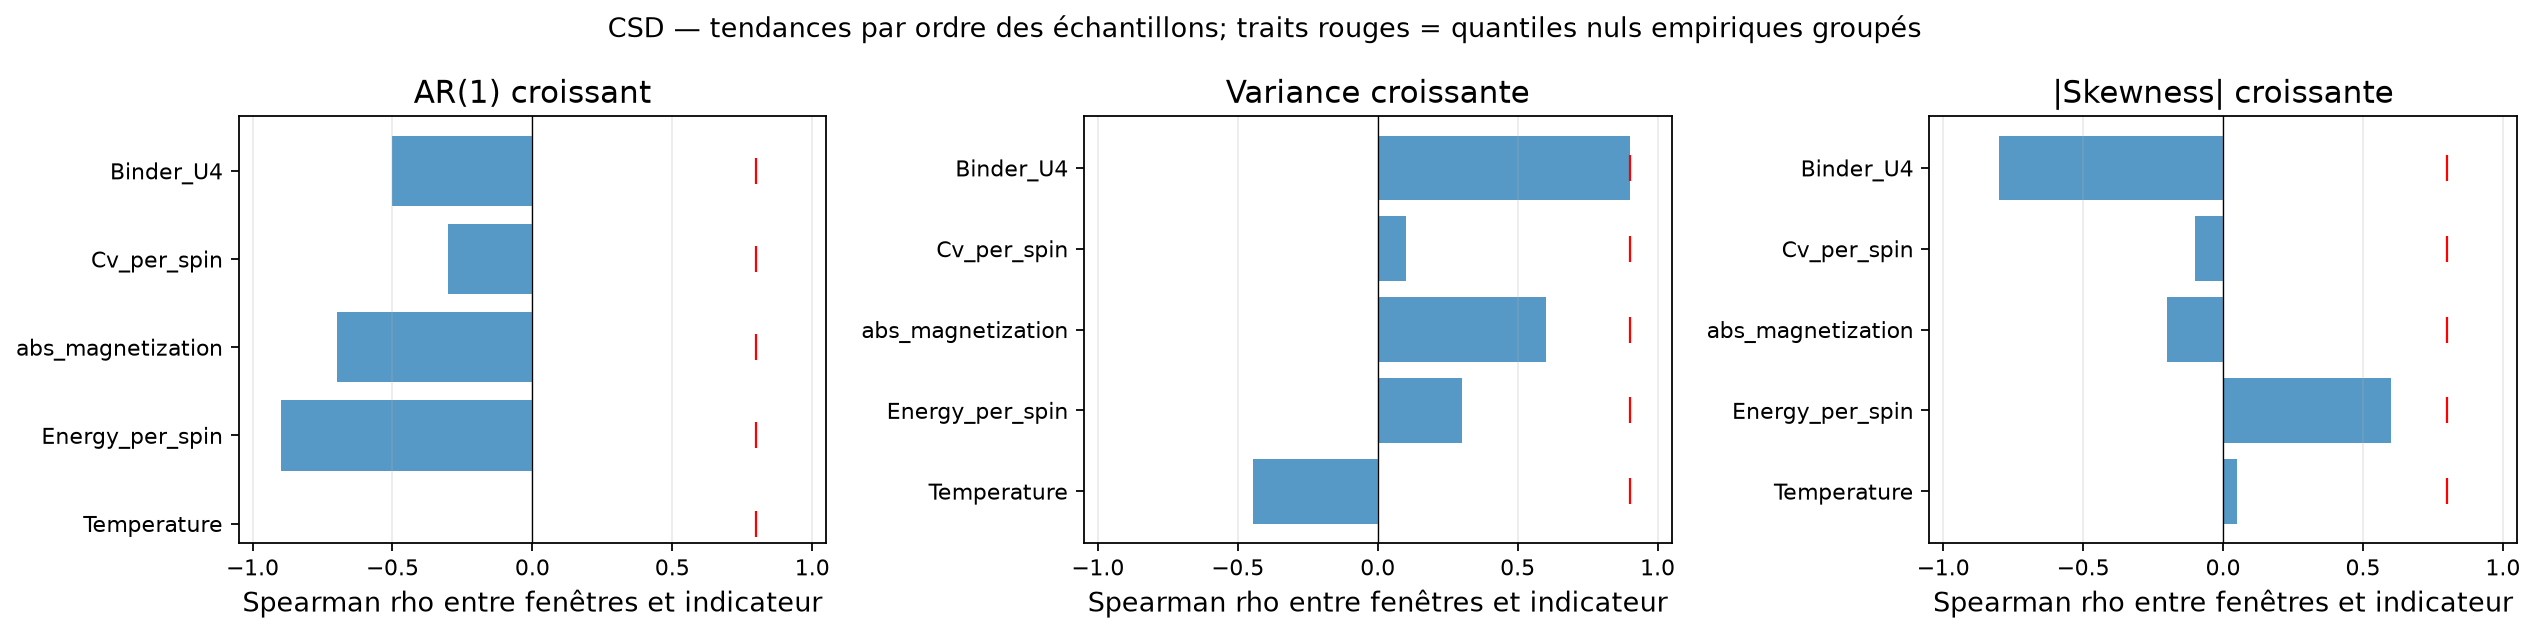 CSD — tendances par ordre des échantillons; traits rouges = quantiles nuls empiriques groupés
AR(1) croissant
Binder_U4
Cv_per_spin
abs_magnetization
Energy_per_spin
Temperature
−1.0 −0.5 0.0 0.5 1.0
Spearman rho entre fenêtres et indicateur
Variance croissante
Binder_U4
Cv_per_spin
abs_magnetization
Energy_per_spin
Temperature
−1.0 −0.5 0.0 0.5 1.0
Spearman rho entre fenêtres et indicateur
|Skewness| croissante
Binder_U4
Cv_per_spin
abs_magnetization
Energy_per_spin
Temperature
−1.0 −0.5 0.0 0.5 1.0
Spearman rho entre fenêtres et indicateur